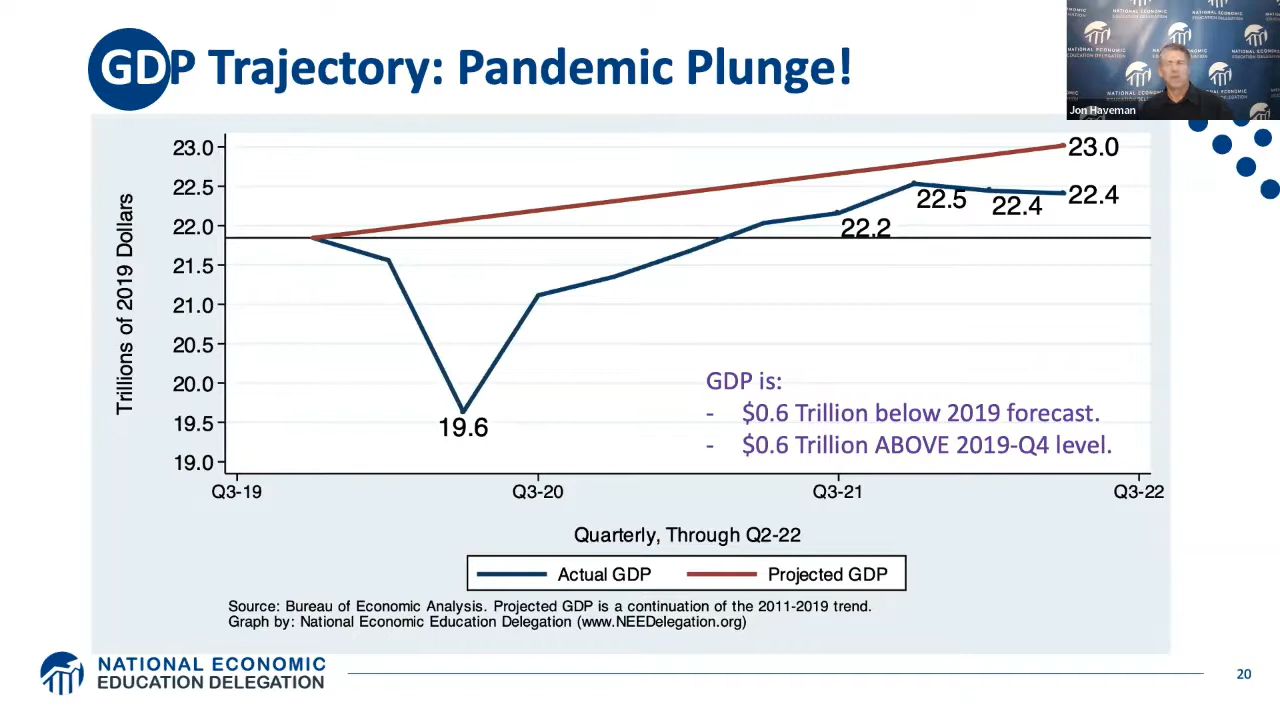 GDP Trajectory: Pandemic Plunge!
NATIONAL ECONOMIC
EDUCATION DELEGATION
Jon Haveman
Trillions of 2019 Dollars
23.0
22.5
22.0
21.5
21.0
20.5
20.0
19.5
19.0
23.0
22.4
22.5
22.4
22.2
19.6
GDP is:
- $0.6 Trillion below 2019 forecast.
- $0.6 Trillion ABOVE 2019-Q4 level.
Q3-19 Q3-20 Q3-21 Q3-22
Quarterly, Through Q2-22
Actual GDP Projected GDP
Source: Bureau of Economic Analysis. Projected GDP is a continuation of the 2011-2019 trend.
Graph by: National Economic Education Delegation (www.NEEDelegation.org)
NATIONAL ECONOMIC
EDUCATION DELEGATION
20